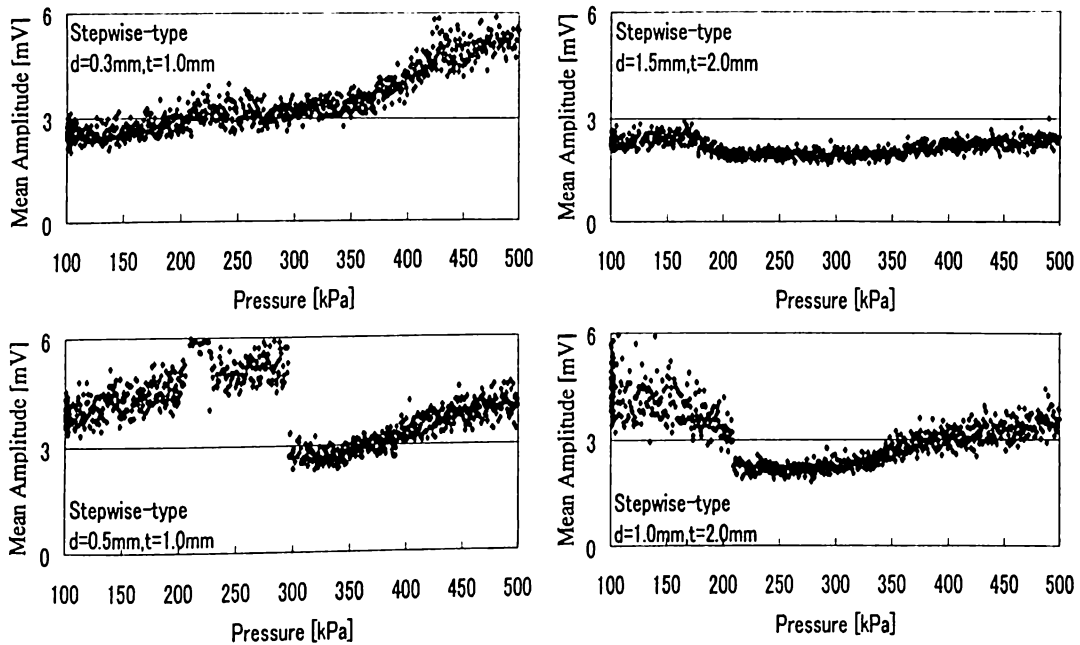 Mean Amplitude [mV]
6
3
0
Stepwise-type
d=0.3mm,t=1.0mm
100 150 200 250 300 350 400 450 500
Pressure [kPa]
Mean Amplitude [mV]
6
3
0
Stepwise-type
d=1.5mm,t=2.0mm
100 150 200 250 300 350 400 450 500
Pressure [kPa]
Mean Amplitude [mV]
6
3
0
Stepwise-type
d=0.5mm,t=1.0mm
100 150 200 250 300 350 400 450 500
Pressure [kPa]
Mean Amplitude [mV]
6
3
0
Stepwise-type
d=1.0mm,t=2.0mm
100 150 200 250 300 350 400 450 500
Pressure [kPa]